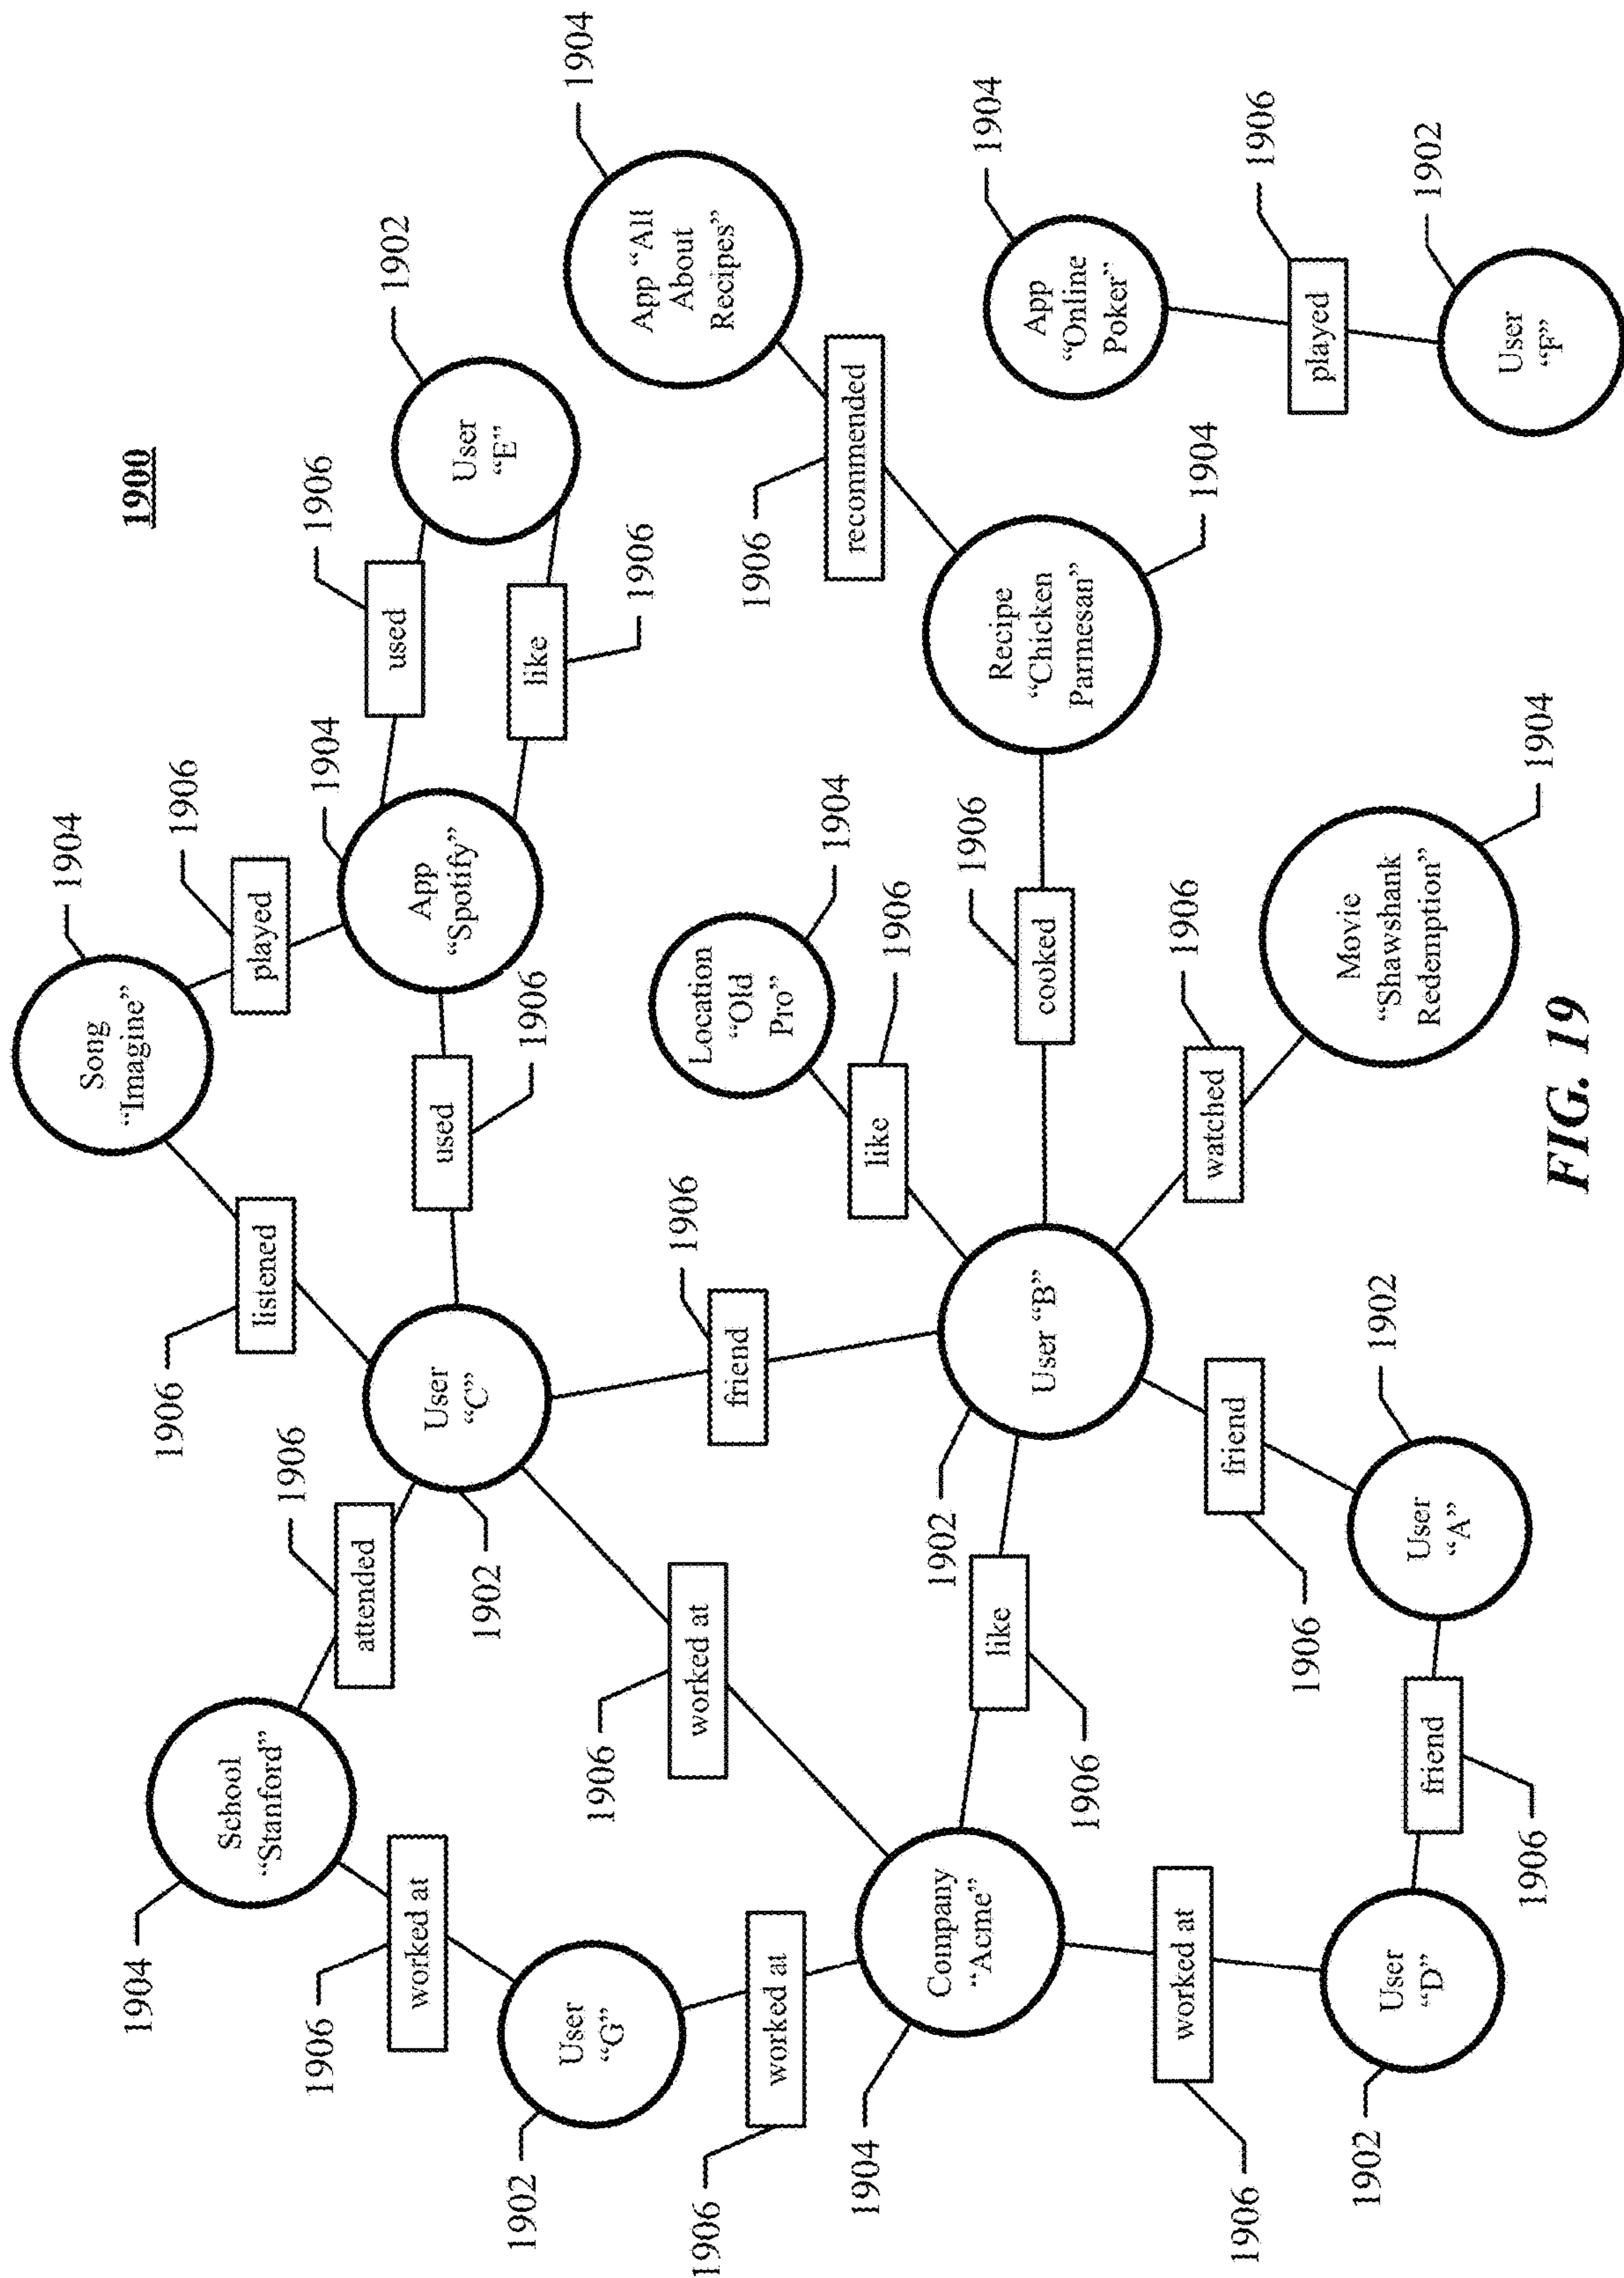 1900
Song
“Imagine”
1904
School
“Stanford”
1904
attended
1906
listened
1906
played
1906
used
1906
User
“E”
1902
worked at
1906
User
“C”
1902
used
1906
App
“Spotify”
1904
like
1906
User
“G”
1902
worked at
1906
friend
1906
Location
“Old
Pro”
1904
App “All
About
Recipes”
1904
worked at
1906
like
1906
recommended
1906
Company
“Acme”
1904
like
1906
User “B”
1902
cooked
1906
Recipe
“Chicken
Parmesan”
1904
App
“Online
Poker”
1904
worked at
1906
friend
1906
watched
1906
played
1906
User
“D”
1902
friend
1906
User
“A”
1902
Movie
“Shawshank
Redemption”
1904
User
“F”
1902
FIG. 19